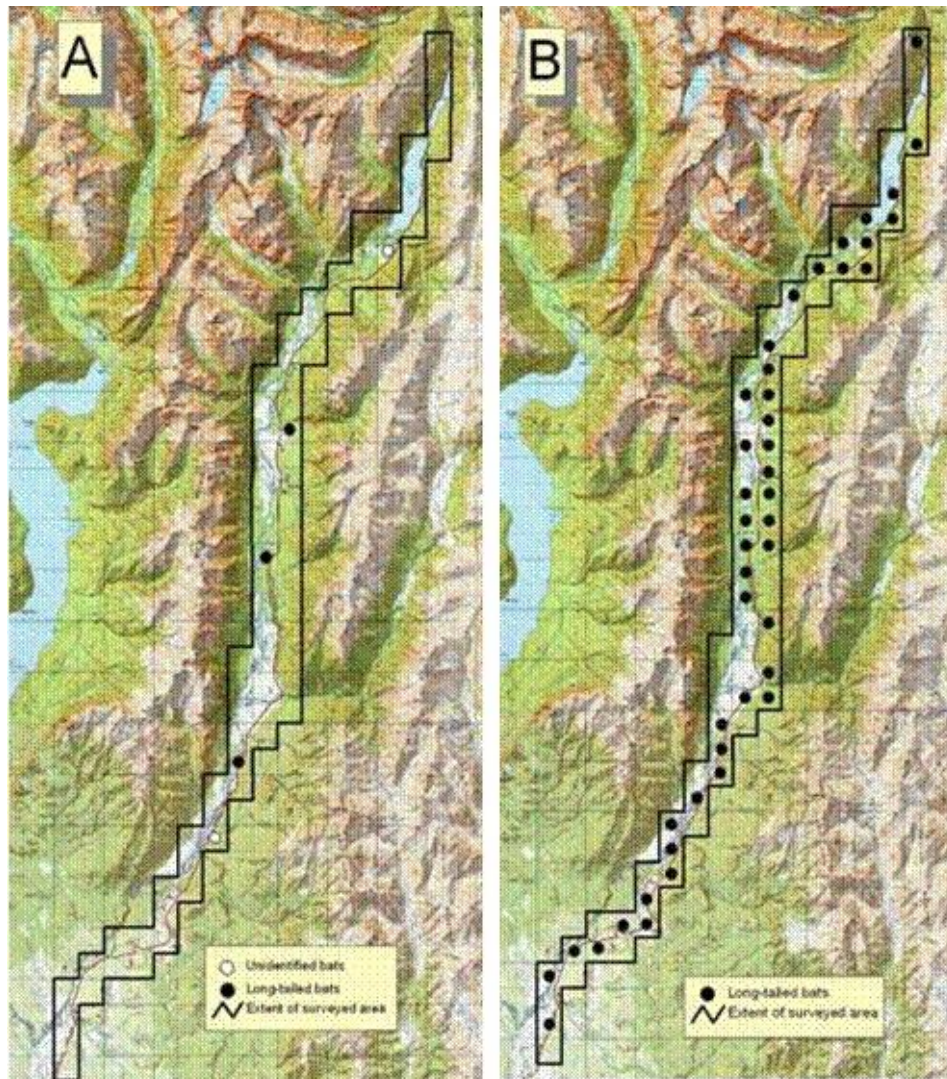 A
B
Unidentified bats
Long-tailed bats
Extent of surveyed area
Long-tailed bats
Extent of surveyed area